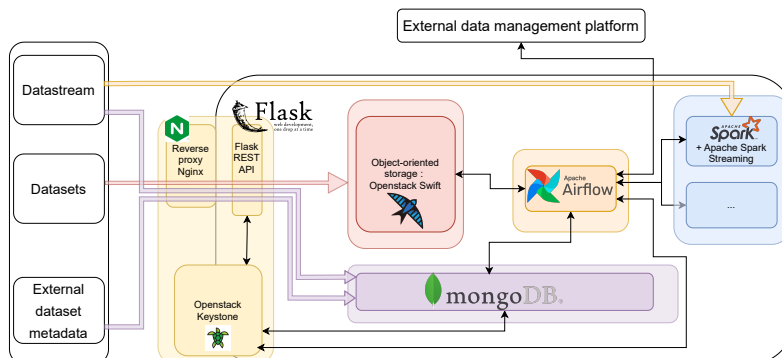 External data management platform
Datastream
Datasets
External
dataset
metadata
N
Reverse
proxy
Nginx
Flask
web development,
one drop at a time
Flask
REST
API
Openstack
Keystone
Object-oriented
storage :
Openstack Swift
Apache
Airflow
mongoDB.
APACHE
Spark
+ Apache Spark
Streaming
...